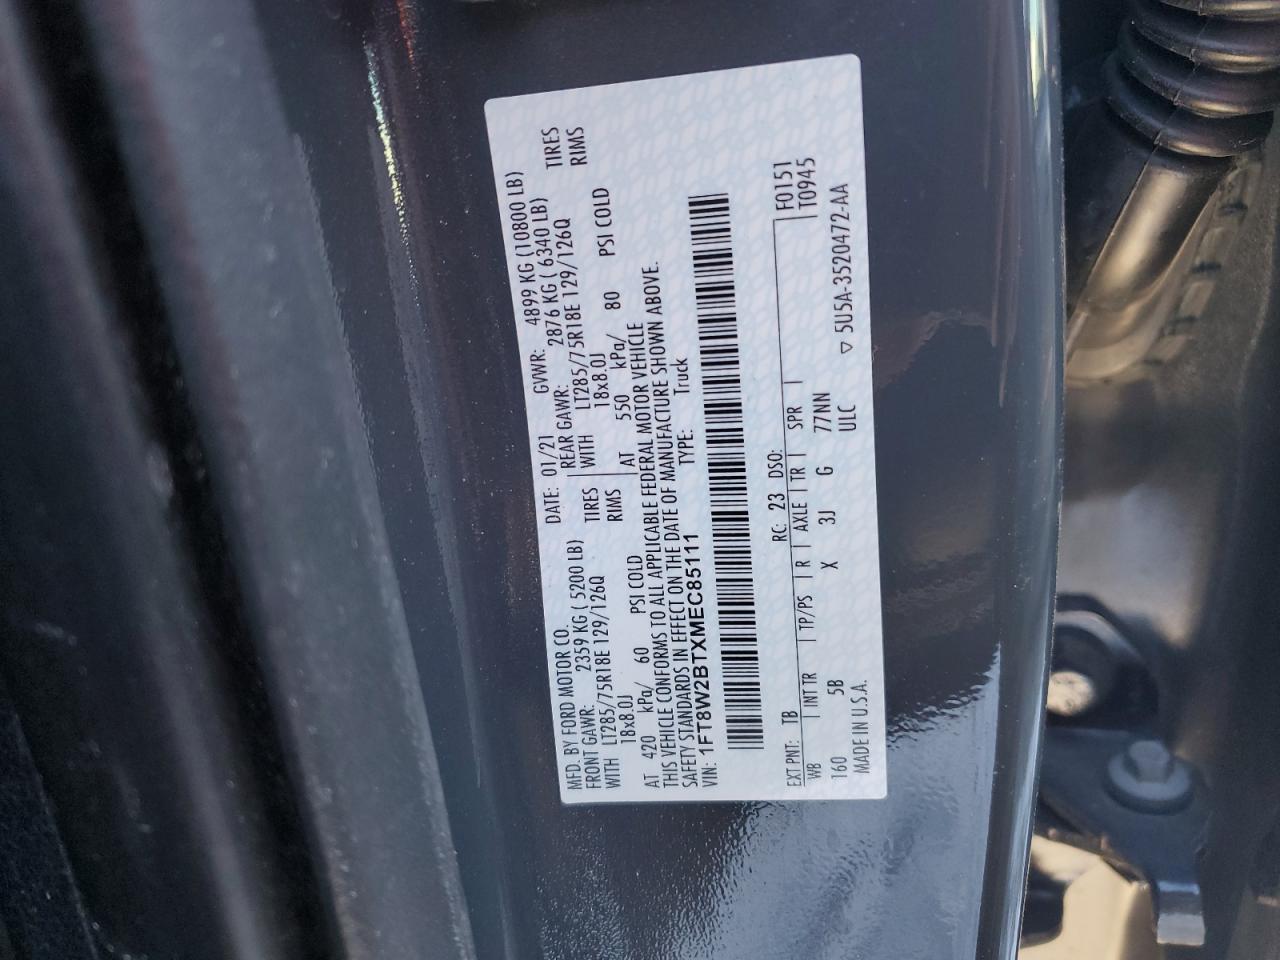 MFD. BY FORD MOTOR CO. DATE: 01/21 GVWR: 4899 KG (10800 LB)
FRONT GAWR: 2359 KG ( 5200 LB) REAR GAWR: 2876 KG ( 6340 LB)
WITH LT285/75R18E 129/126Q TIRES WITH LT285/75R18E 129/126Q TIRES
18x8.0J RIMS 18x8.0J RIMS
AT 420 kPa/ 60 PSI COLD AT 550 kPa/ 80 PSI COLD
THIS VEHICLE CONFORMS TO ALL APPLICABLE FEDERAL MOTOR VEHICLE
SAFETY STANDARDS IN EFFECT ON THE DATE OF MANUFACTURE SHOWN ABOVE.
VIN: 1FT8W2BTXMEC85111 TYPE: Truck
F0151
EXT PNT: TB RC: 23 DSO: T0945
WB INT TR TP/PS R AXLE TR SPR
160 5B X 3J G 77NN
MADE IN U.S.A. ULC ▽ 5U5A-3520472-AA